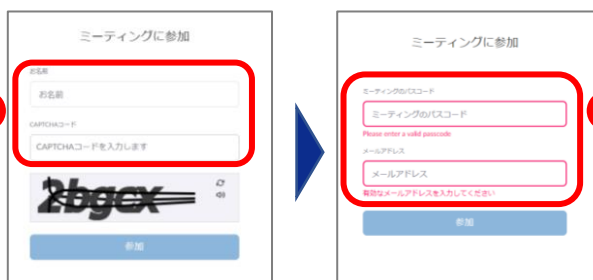 ミーティングに参加
お名前
お名前
CAPTCHAコード
CAPTCHAコードを入力します
2bgcx
参加
ミーティングに参加
ミーティングのパスコード
ミーティングのパスコード
Please enter a valid passcode
メールアドレス
メールアドレス
有効なメールアドレスを入力してください
参加